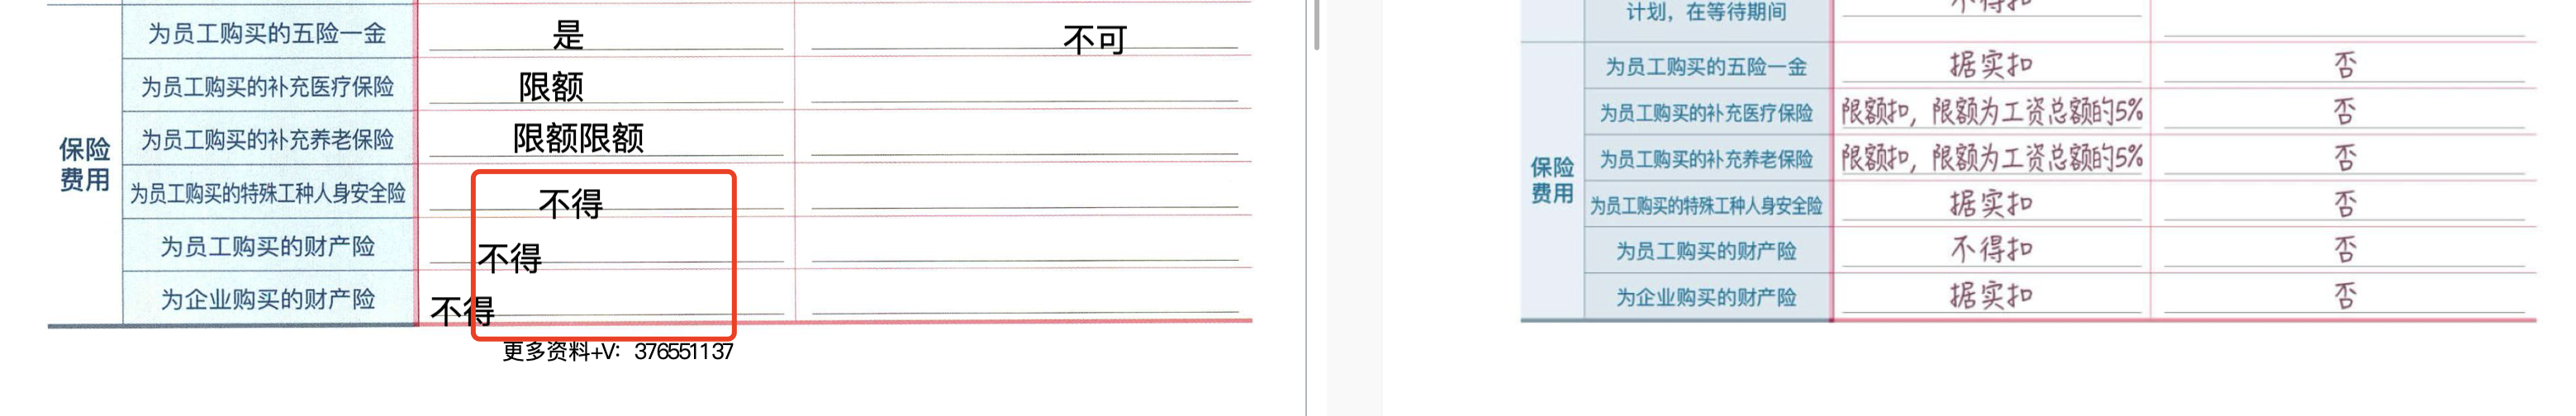 为员工购买的五险一金 是 不可
为员工购买的补充医疗保险 限额
为员工购买的补充养老保险 限额限额
保险费用
为员工购买的特殊工种人身安全险 不得
为员工购买的财产险 不得
为企业购买的财产险 不得
更多资料+V: 376551137
计划，在等待期间 不得扣
为员工购买的五险一金 据实扣 否
为员工购买的补充医疗保险 限额扣，限额为工资总额的5% 否
为员工购买的补充养老保险 限额扣，限额为工资总额的5% 否
保险费用
为员工购买的特殊工种人身安全险 据实扣 否
为员工购买的财产险 不得扣 否
为企业购买的财产险 据实扣 否